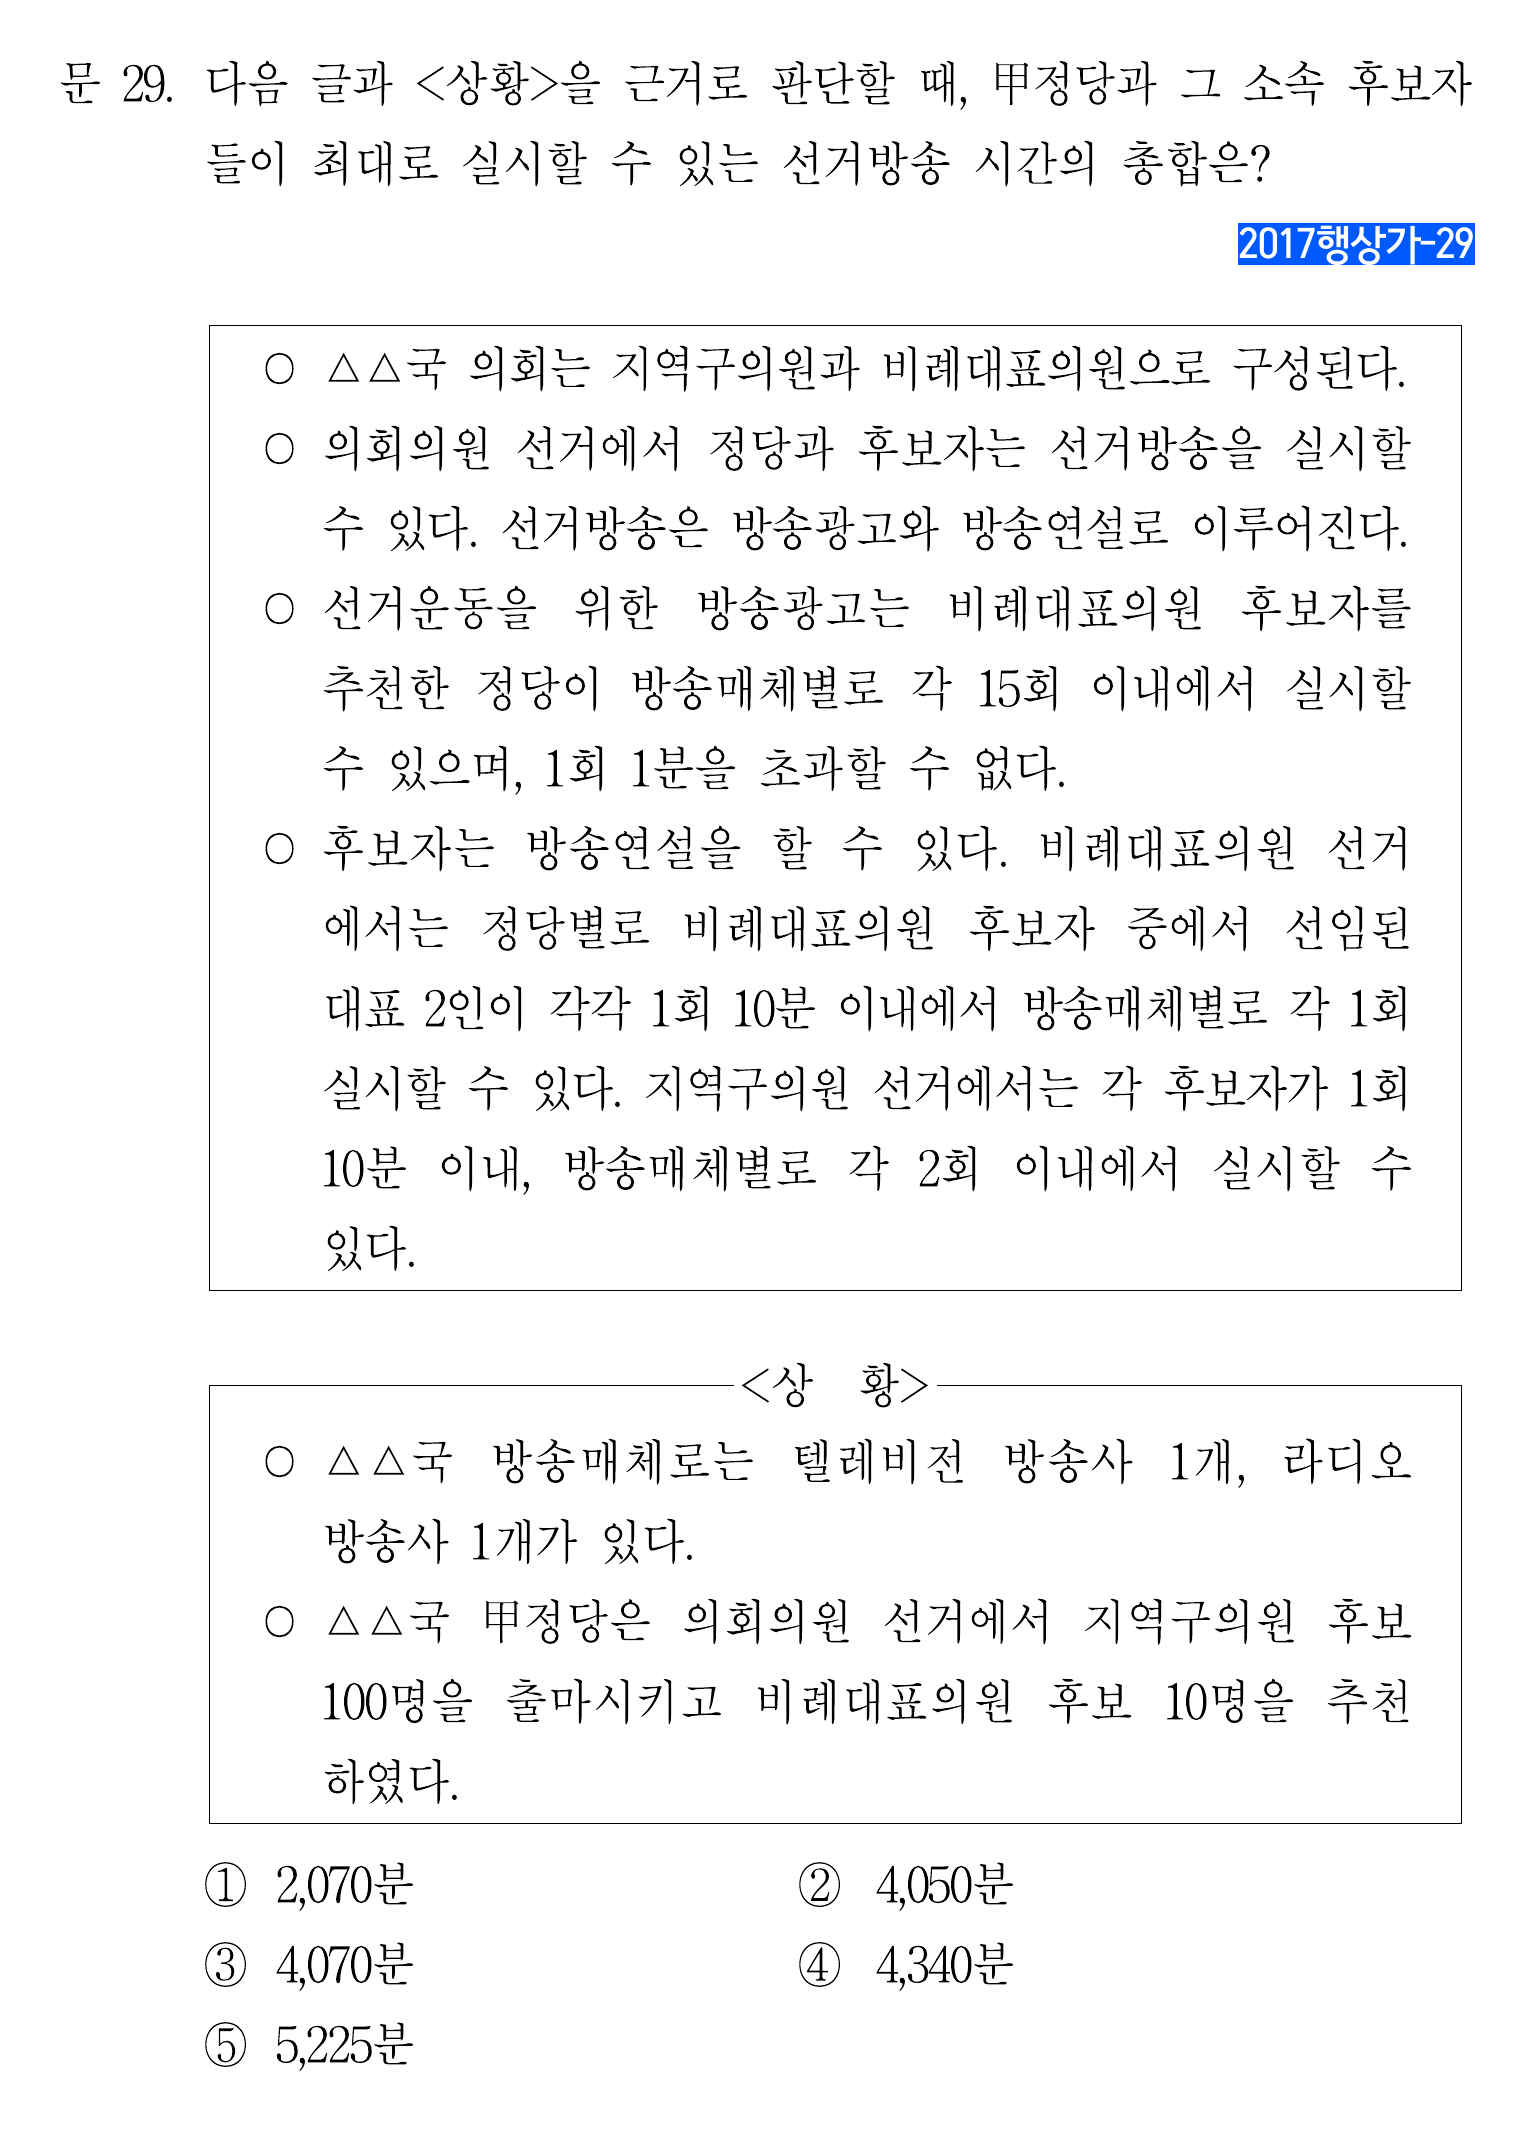 문 29. 다음 글과 <상황>을 근거로 판단할 때, 甲정당과 그 소속 후보자
들이 최대로 실시할 수 있는 선거방송 시간의 총합은?
2017행상가-29
○ △△국 의회는 지역구의원과 비례대표의원으로 구성된다.
○ 의회의원 선거에서 정당과 후보자는 선거방송을 실시할
수 있다. 선거방송은 방송광고와 방송연설로 이루어진다.
○ 선거운동을 위한 방송광고는 비례대표의원 후보자를
추천한 정당이 방송매체별로 각 15회 이내에서 실시할
수 있으며, 1회 1분을 초과할 수 없다.
○ 후보자는 방송연설을 할 수 있다. 비례대표의원 선거
에서는 정당별로 비례대표의원 후보자 중에서 선임된
대표 2인이 각각 1회 10분 이내에서 방송매체별로 각 1회
실시할 수 있다. 지역구의원 선거에서는 각 후보자가 1회
10분 이내, 방송매체별로 각 2회 이내에서 실시할 수
있다.
<상 황>
○ △△국 방송매체로는 텔레비전 방송사 1개, 라디오
방송사 1개가 있다.
○ △△국 甲정당은 의회의원 선거에서 지역구의원 후보
100명을 출마시키고 비례대표의원 후보 10명을 추천
하였다.
① 2,070분 ② 4,050분
③ 4,070분 ④ 4,340분
⑤ 5,225분